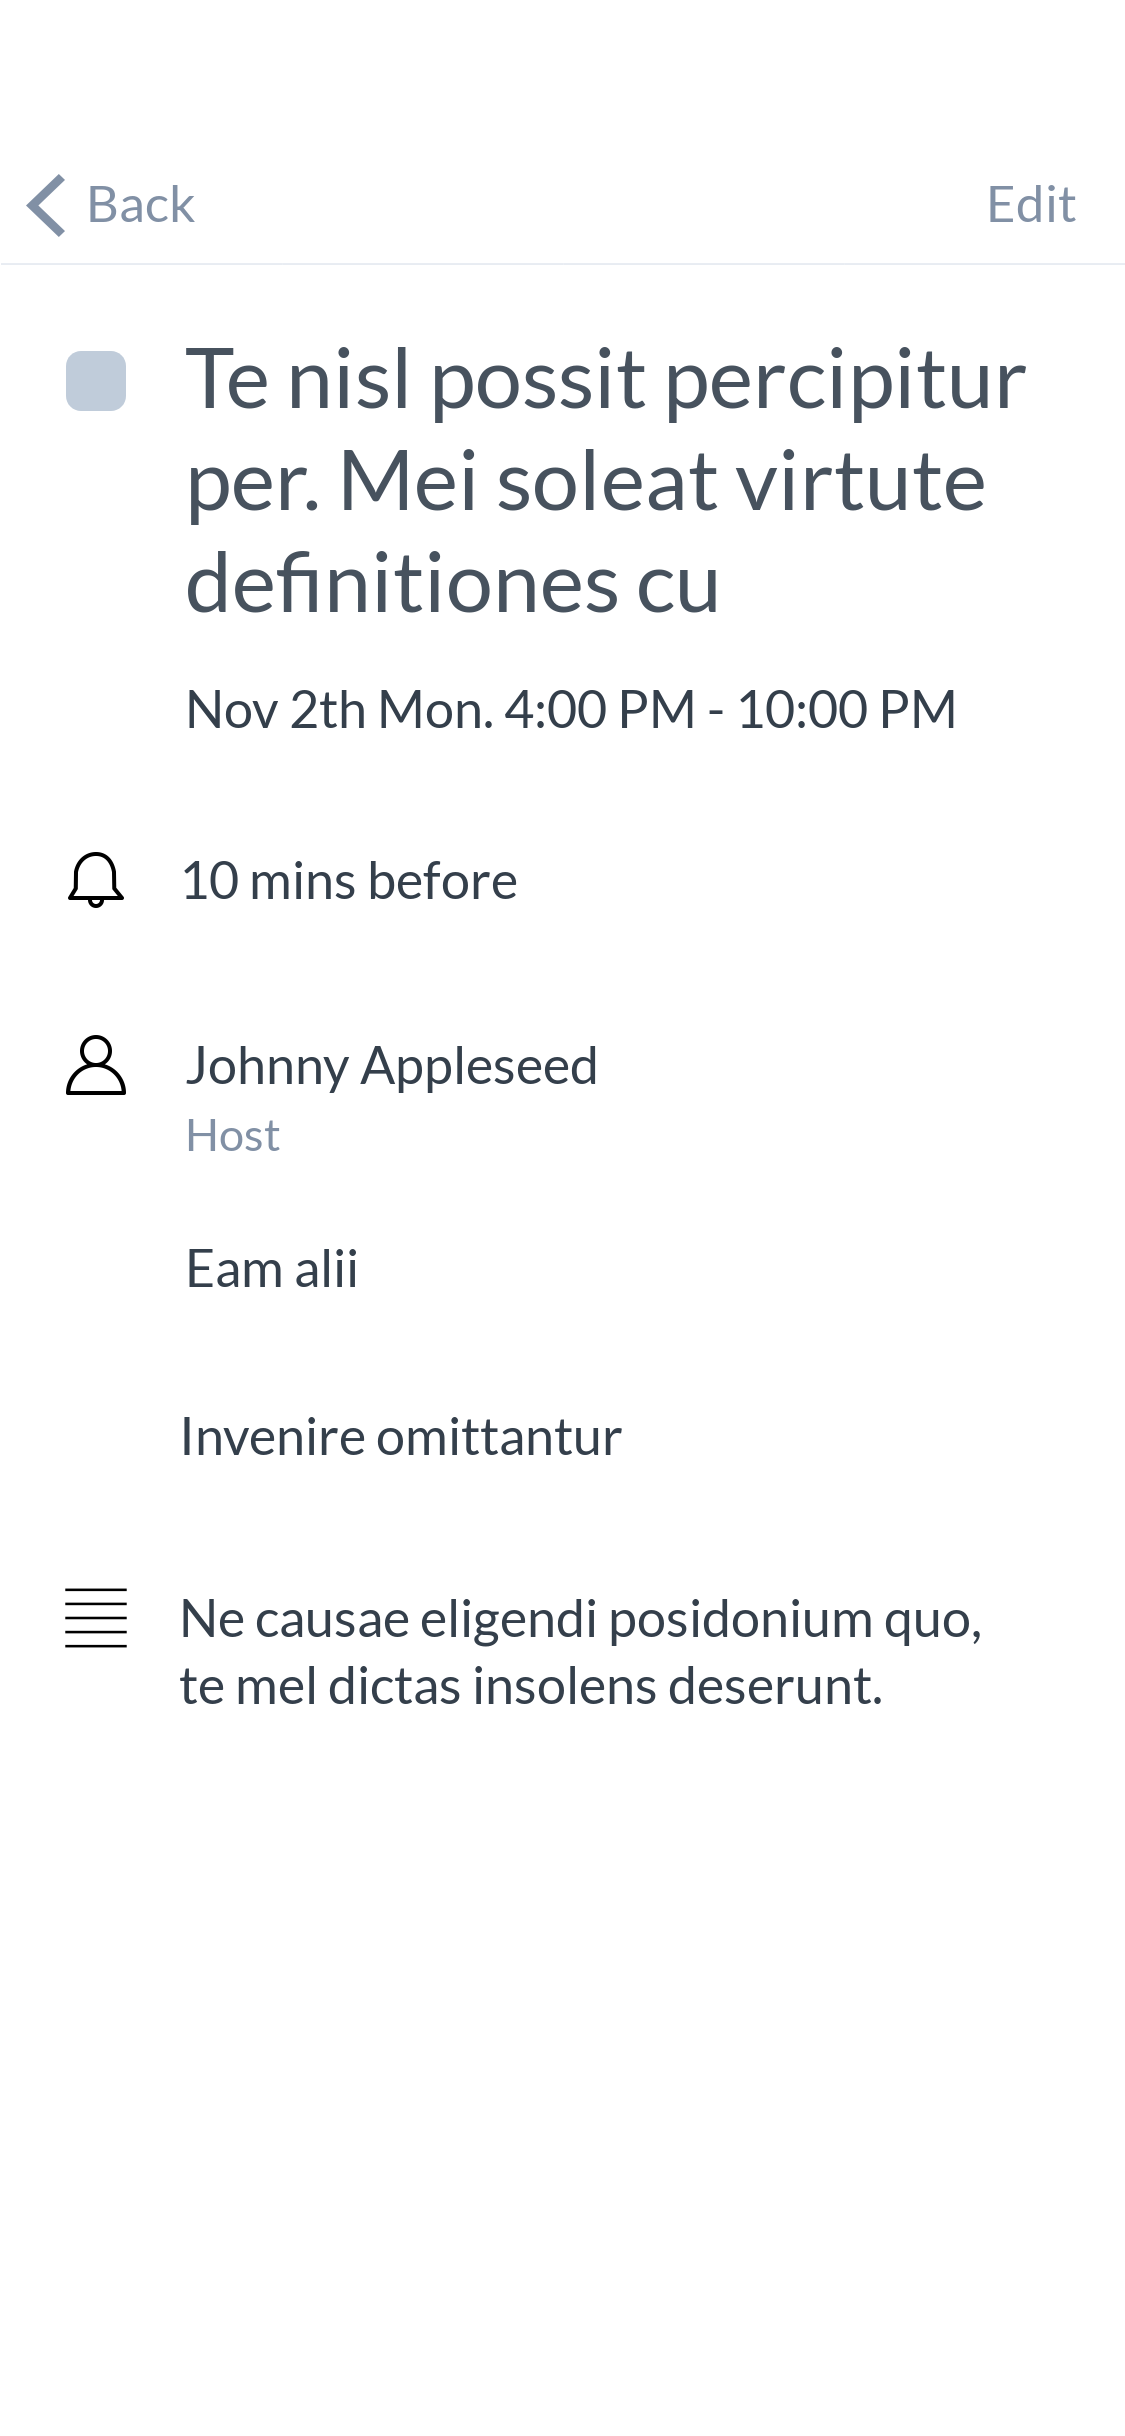 Back
Edit
Te nisl possit percipitur
per. Mei soleat virtute
definitiones cu
Nov 2th Mon. 4:00 PM - 10:00 PM
10 mins before
Johnny Appleseed
Host
Eam alii
Invenire omittantur
Ne causae eligendi posidonium quo,
te mel dictas insolens deserunt.